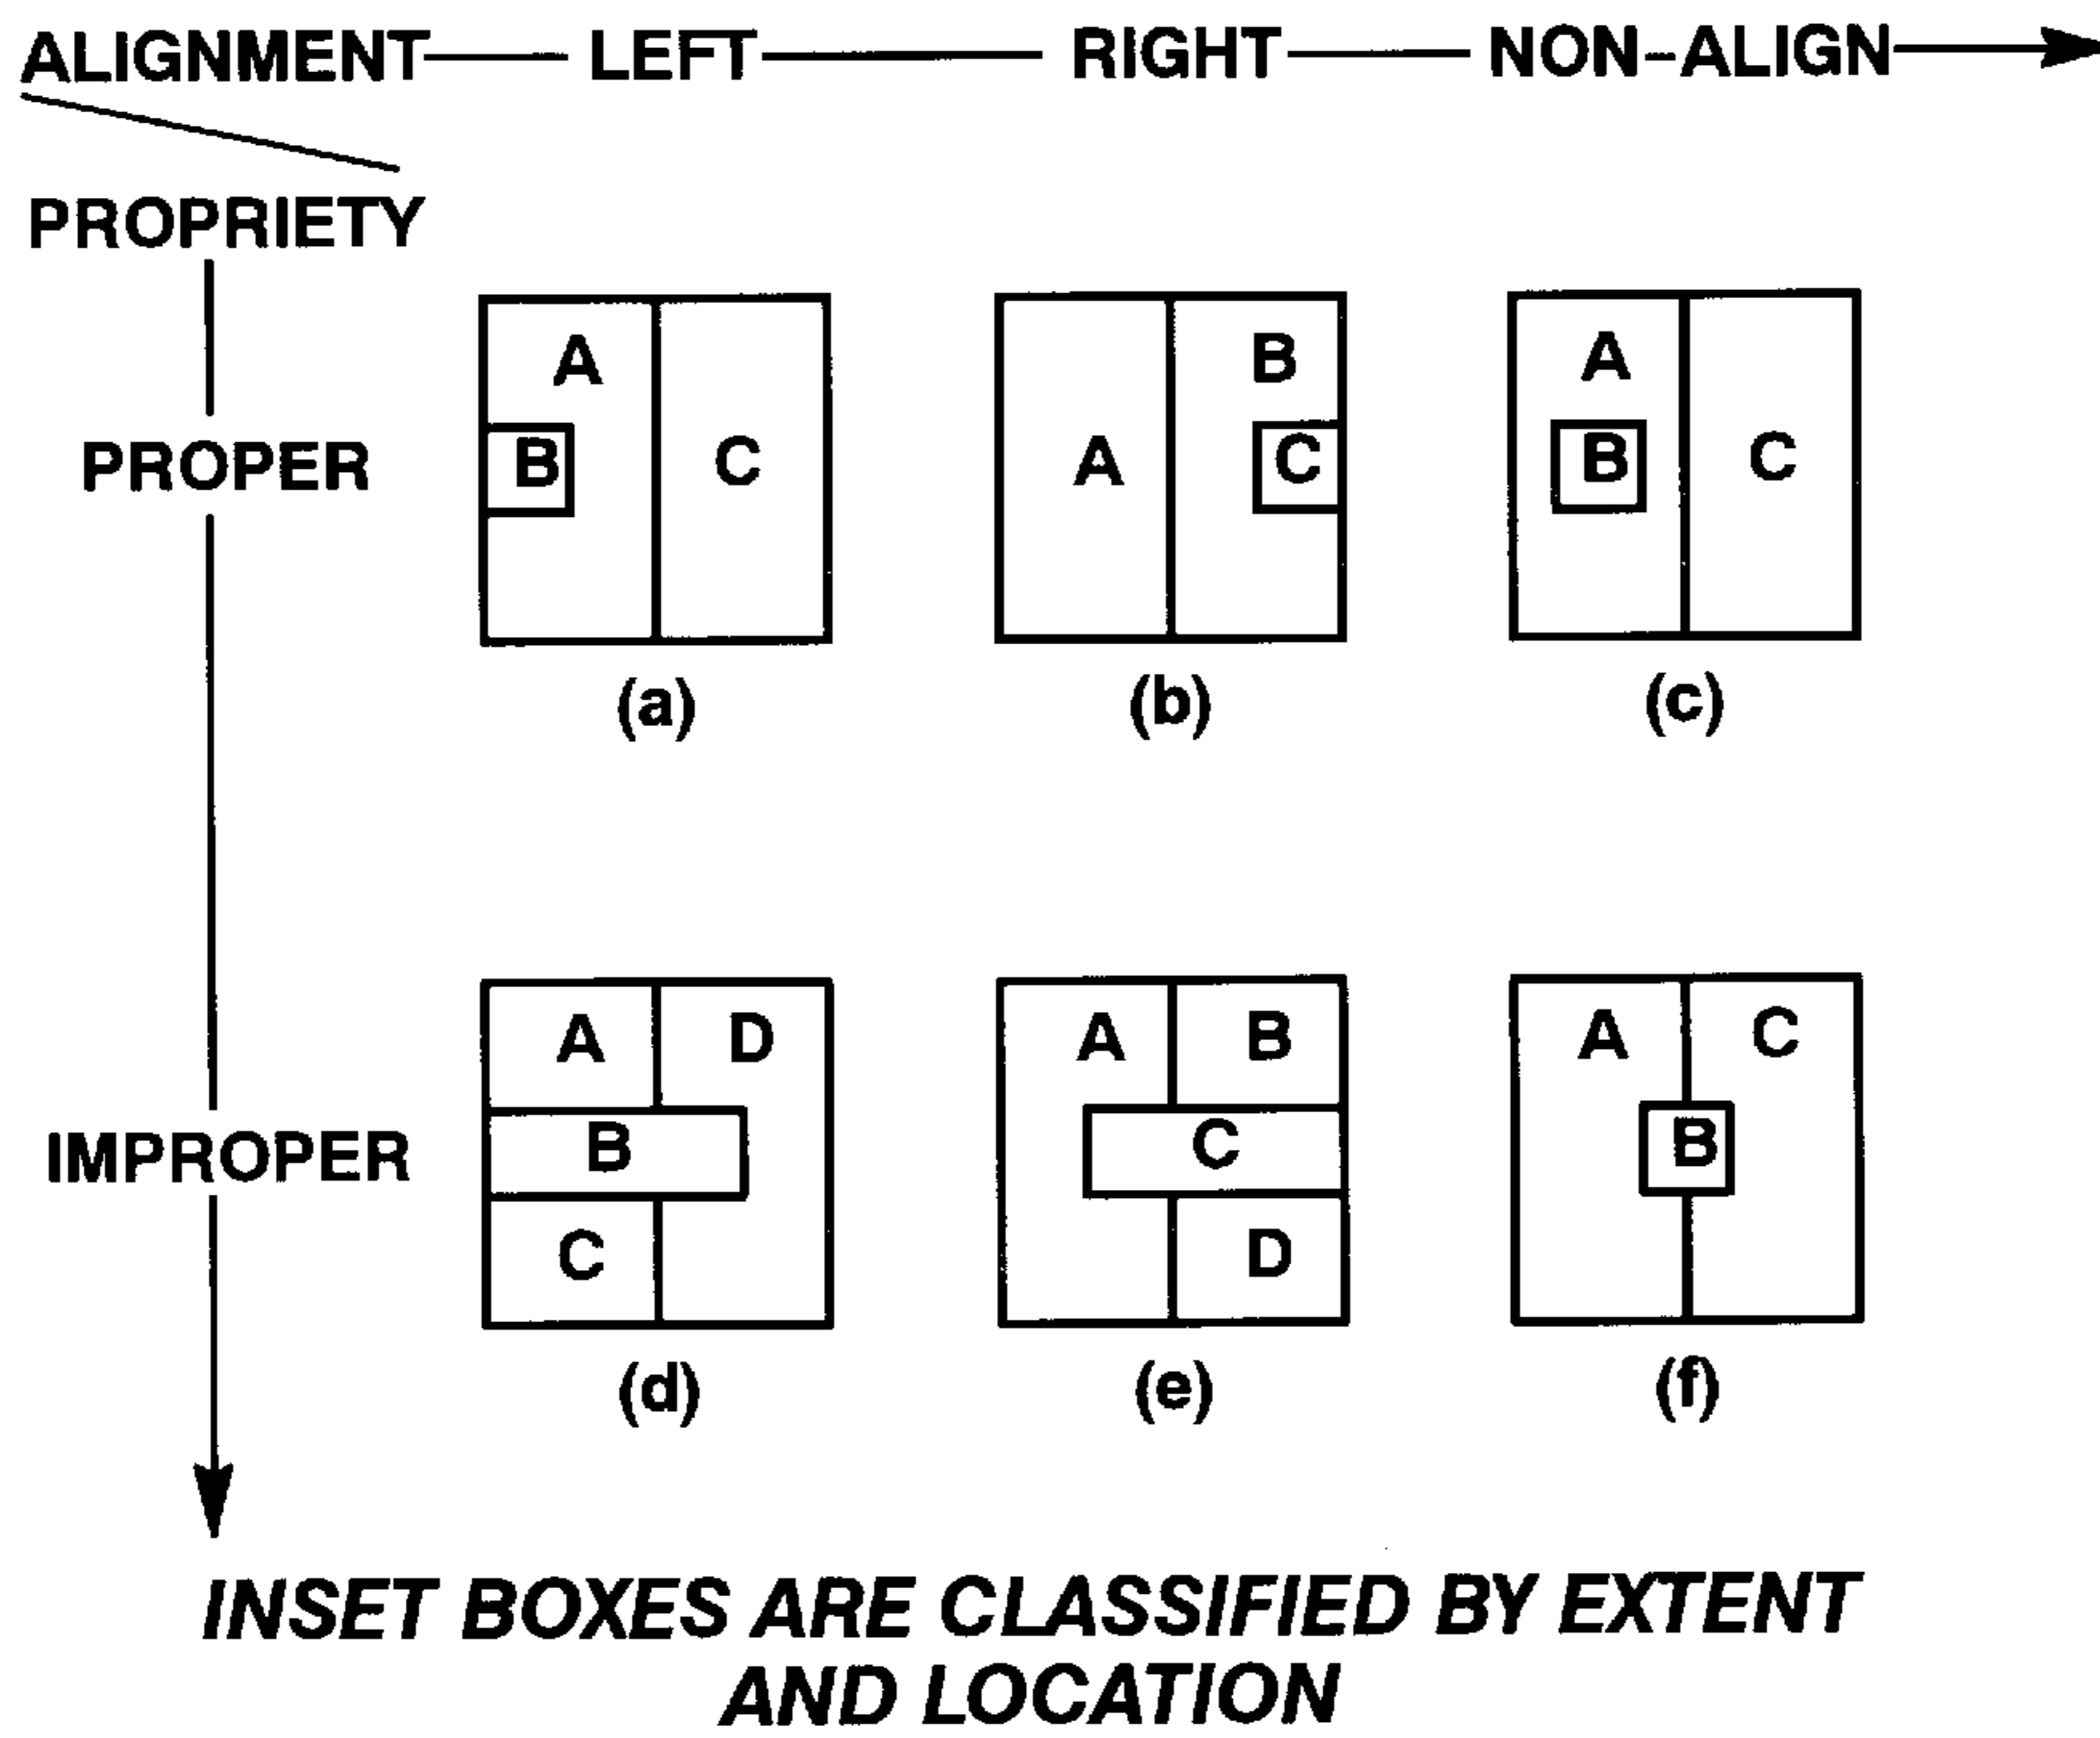 ALIGNMENT LEFT RIGHT NON-ALIGN
PROPRIETY
PROPER
A
B
C
(a)
A
B
C
(b)
A
B
C
(c)
IMPROPER
A
D
B
C
(d)
A
B
C
D
(e)
A
C
B
(f)
INSET BOXES ARE CLASSIFIED BY EXTENT
AND LOCATION